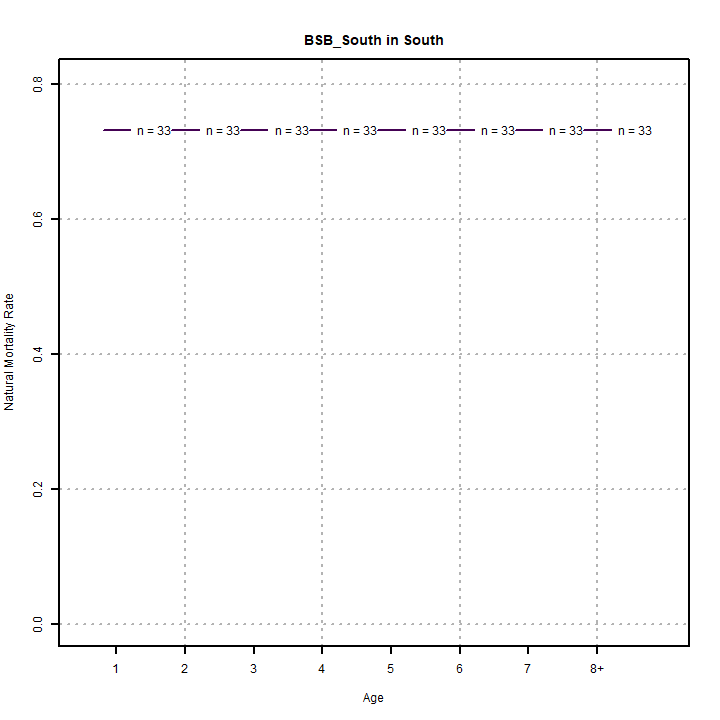 BSB_South in South
Natural Mortality Rate
0.8
0.6
0.4
0.2
0.0
n = 33 n = 33 n = 33 n = 33 n = 33 n = 33 n = 33 n = 33
1 2 3 4 5 6 7 8+
Age